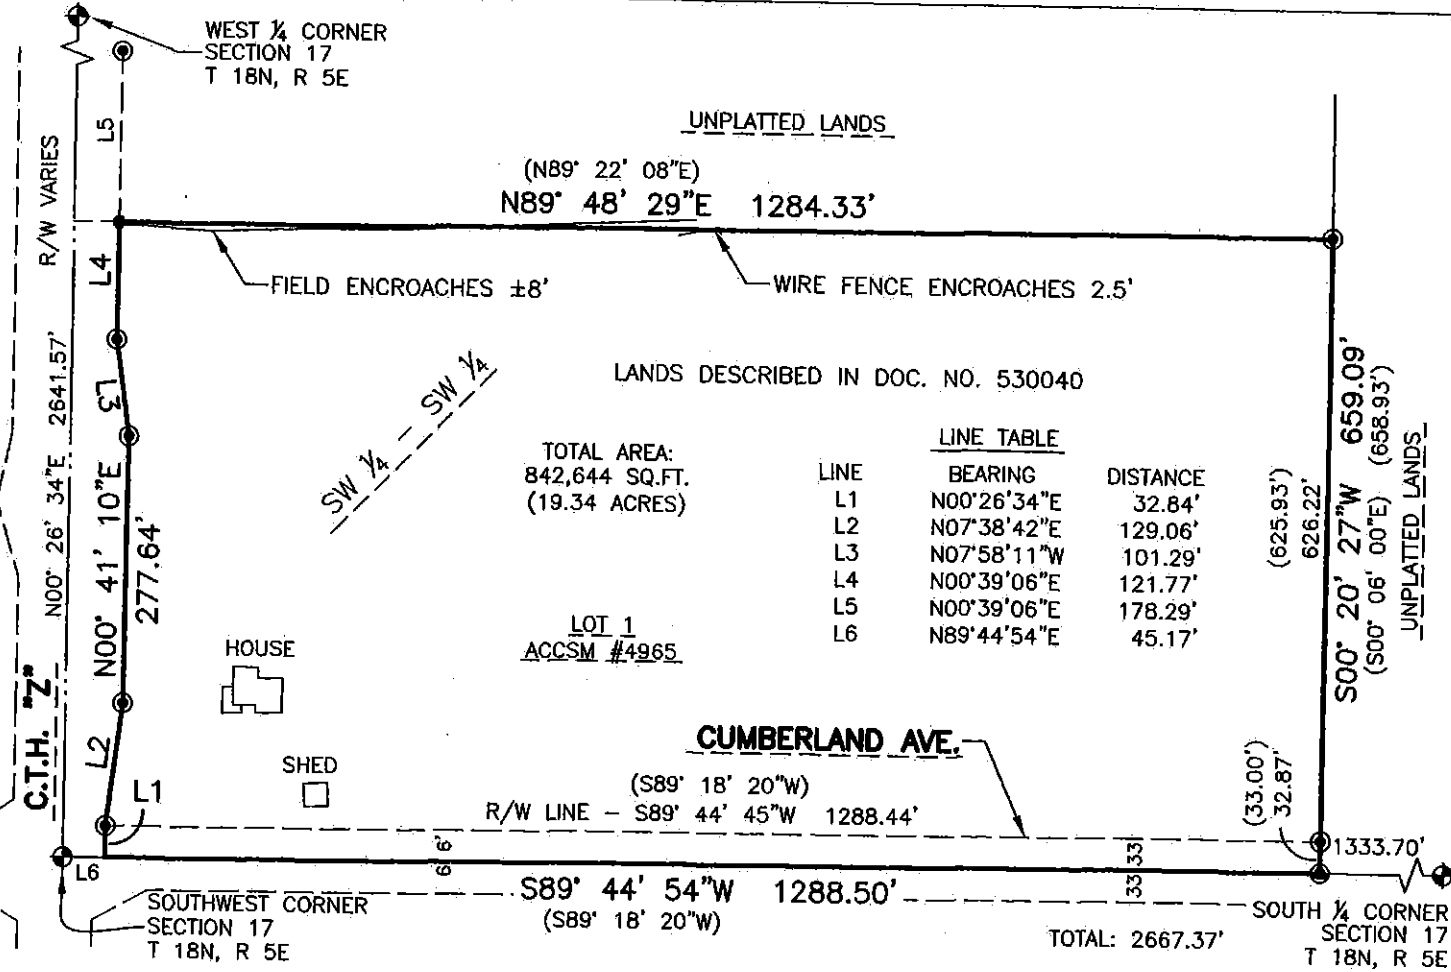 WEST ¼ CORNER
SECTION 17
T 18N, R 5E
UNPLATTED LANDS
(N89° 22' 08"E)
N89° 48' 29"E 1284.33'
L5
R/W VARIES
L4
FIELD ENCROACHES ±8'
WIRE FENCE ENCROACHES 2.5'
N00° 26' 34"E 2641.57'
L3
SW ¼ - SW ¼
LANDS DESCRIBED IN DOC. NO. 530040
TOTAL AREA:
842,644 SQ.FT.
(19.34 ACRES)
LINE TABLE
LINE BEARING DISTANCE
L1 N00°26'34"E 32.84'
L2 N07°38'42"E 129.06'
L3 N07°58'11"W 101.29'
L4 N00°39'06"E 121.77'
L5 N00°39'06"E 178.29'
L6 N89°44'54"E 45.17'
(625.93')
626.22'
S00° 20' 27"W 659.09'
(S00° 06' 00"E) (658.93')
UNPLATTED LANDS
N00° 41' 10"E
277.64'
LOT 1
ACCSM #4965
HOUSE
C.T.H. "Z"
L2
SHED
L1
CUMBERLAND AVE.
(S89° 18' 20"W)
R/W LINE - S89° 44' 45"W 1288.44'
(33.00')
32.87'
1333.70'
6' 6'
33' 33'
L6
S89° 44' 54"W 1288.50'
(S89° 18' 20"W)
SOUTHWEST CORNER
SECTION 17
T 18N, R 5E
TOTAL: 2667.37'
SOUTH ¼ CORNER
SECTION 17
T 18N, R 5E